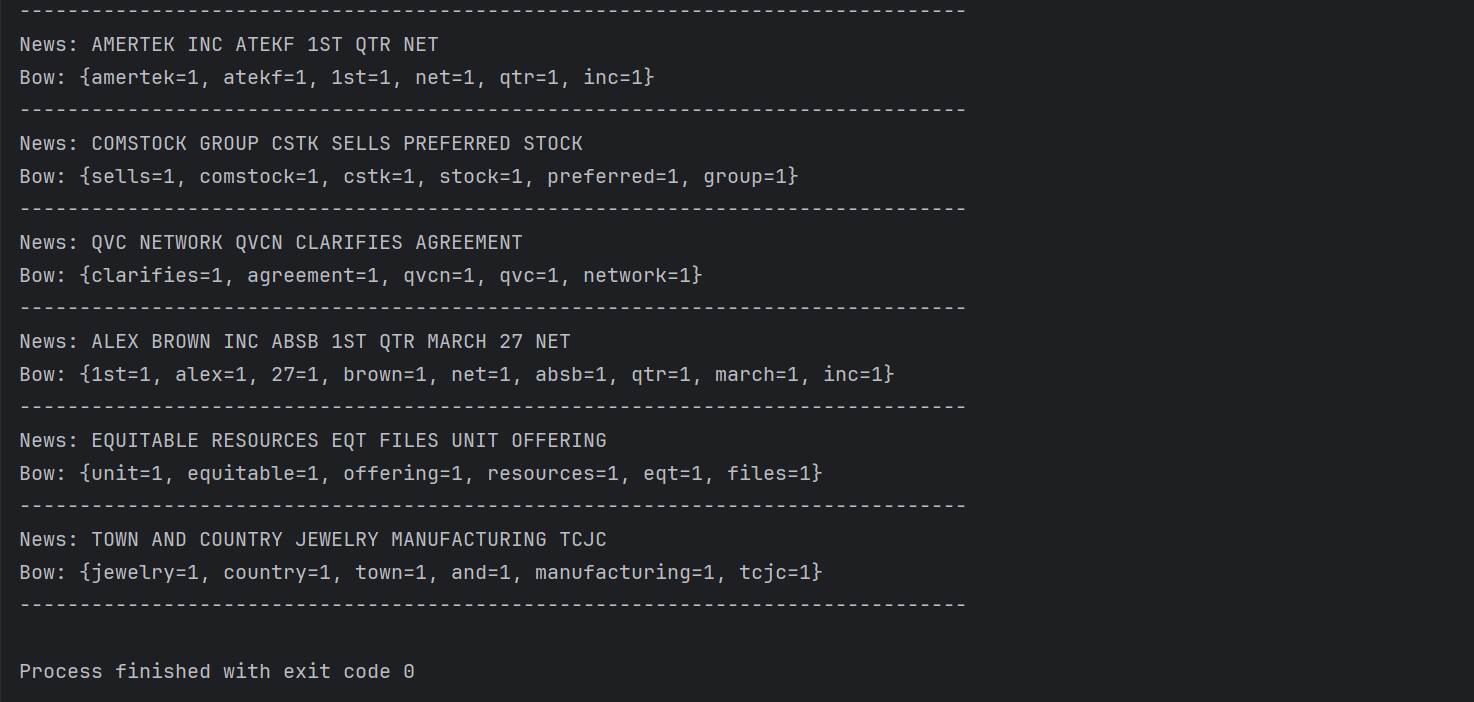 -------------------------------------------------------------------------------
News: AMERTEK INC ATEKF 1ST QTR NET
Bow: {amertek=1, atekf=1, 1st=1, net=1, qtr=1, inc=1}
-------------------------------------------------------------------------------
News: COMSTOCK GROUP CSTK SELLS PREFERRED STOCK
Bow: {sells=1, comstock=1, cstk=1, stock=1, preferred=1, group=1}
-------------------------------------------------------------------------------
News: QVC NETWORK QVCN CLARIFIES AGREEMENT
Bow: {clarifies=1, agreement=1, qvcn=1, qvc=1, network=1}
-------------------------------------------------------------------------------
News: ALEX BROWN INC ABSB 1ST QTR MARCH 27 NET
Bow: {1st=1, alex=1, 27=1, brown=1, net=1, absb=1, qtr=1, march=1, inc=1}
-------------------------------------------------------------------------------
News: EQUITABLE RESOURCES EQT FILES UNIT OFFERING
Bow: {unit=1, equitable=1, offering=1, resources=1, eqt=1, files=1}
-------------------------------------------------------------------------------
News: TOWN AND COUNTRY JEWELRY MANUFACTURING TCJC
Bow: {jewelry=1, country=1, town=1, and=1, manufacturing=1, tcjc=1}
-------------------------------------------------------------------------------
Process finished with exit code 0